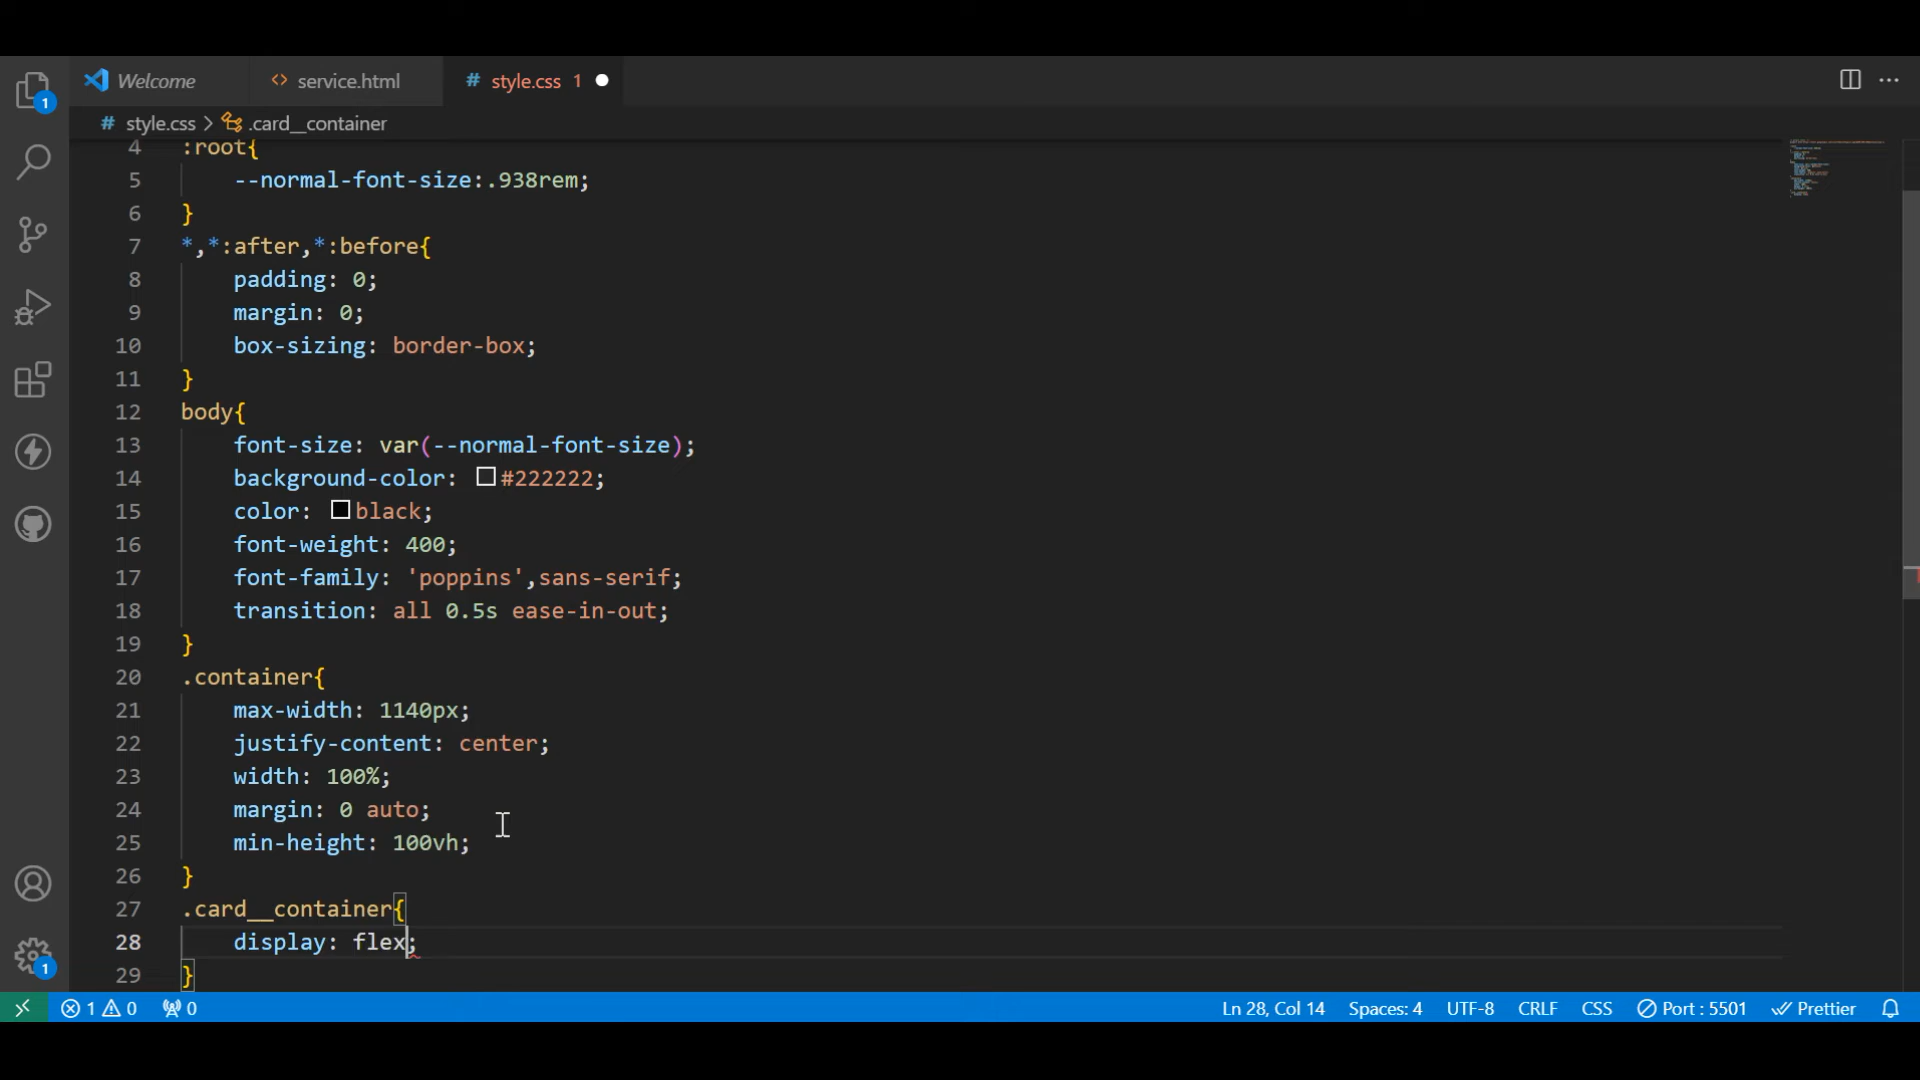 Welcome
service.html
# style.css 1
# style.css > .card__container
1
4 :root{
5 --normal-font-size:.938rem;
6 }
7 *,*:after,*:before{
8 padding: 0;
9 margin: 0;
10 box-sizing: border-box;
11 }
12 body{
13 font-size: var(--normal-font-size);
14 background-color: #222222;
15 color: black;
16 font-weight: 400;
17 font-family: 'poppins',sans-serif;
18 transition: all 0.5s ease-in-out;
19 }
20 .container{
21 max-width: 1140px;
22 justify-content: center;
23 width: 100%;
24 margin: 0 auto;
25 min-height: 100vh;
26 }
27 .card__container{
28 display: flex;
29 }
1
1 0 0 Ln 28, Col 14 Spaces: 4 UTF-8 CRLF CSS Port : 5501 Prettier